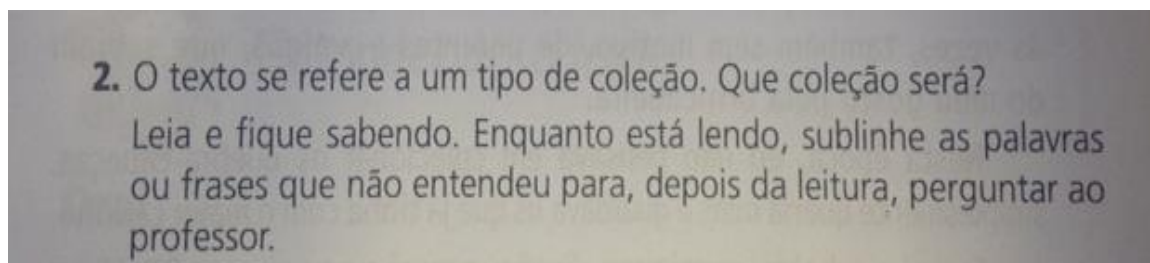 2. O texto se refere a um tipo de coleção. Que coleção será?
Leia e fique sabendo. Enquanto está lendo, sublinhe as palavras
ou frases que não entendeu para, depois da leitura, perguntar ao
professor.